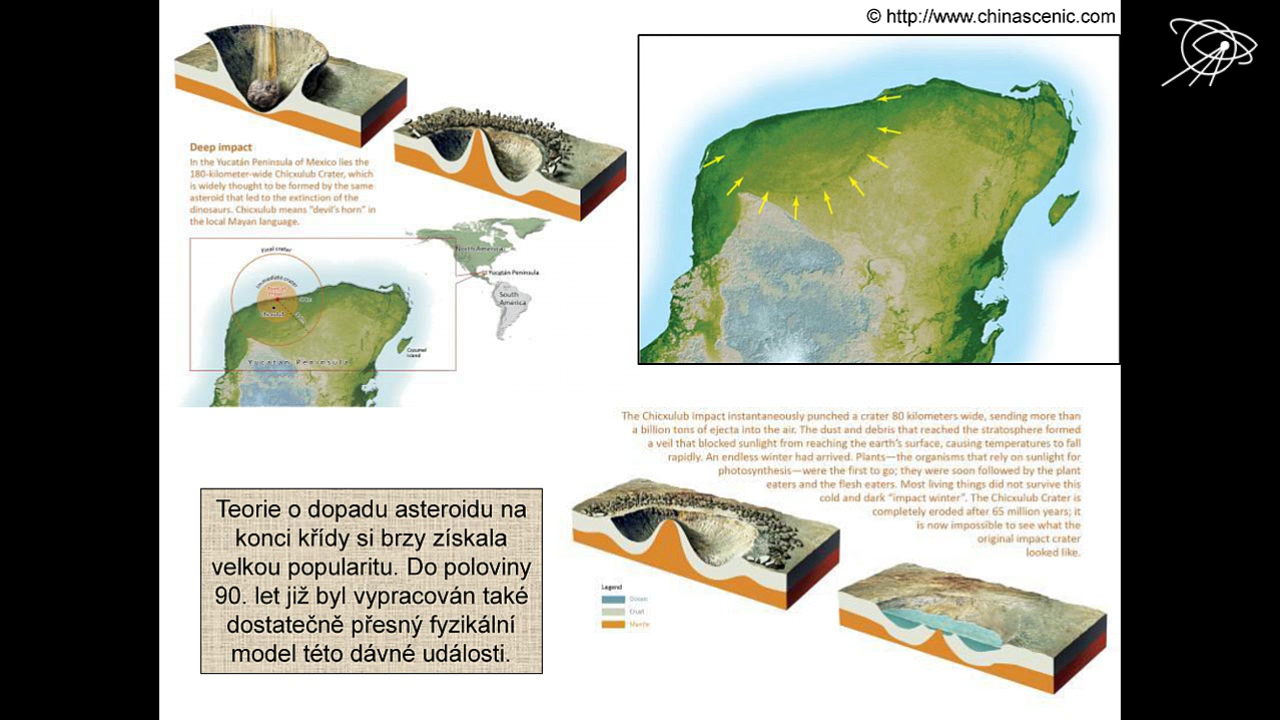 © http://www.chinascenic.com
Deep impact
In the Yucatán Peninsula of Mexico lies the
180-kilometer-wide Chicxulub Crater, which
is widely thought to be formed by the same
asteroid that led to the extinction of the
dinosaurs. Chicxulub means "devil's horn" in
the local Mayan language.
Final crater
Immediate crater
Chicxulub
Yucatan Peninsula
Cozumel
Island
North America
Yucatán Peninsula
South
America
The Chicxulub impact instantaneously punched a crater 80 kilometers wide, sending more than
a billion tons of ejecta into the air. The dust and debris that reached the stratosphere formed
a veil that blocked sunlight from reaching the earth's surface, causing temperatures to fall
rapidly. An endless winter had arrived. Plants—the organisms that rely on sunlight for
photosynthesis—were the first to go; they were soon followed by the plant
eaters and the flesh eaters. Most living things did not survive this
cold and dark "impact winter". The Chicxulub Crater is
completely eroded after 65 million years; it
is now impossible to see what the
original impact crater
looked like.
Teorie o dopadu asteroidu na
konci křídy si brzy získala
velkou popularitu. Do poloviny
90. let již byl vypracován také
dostatečně přesný fyzikální
model této dávné události.
Legend
Ocean
Crust
Mantle